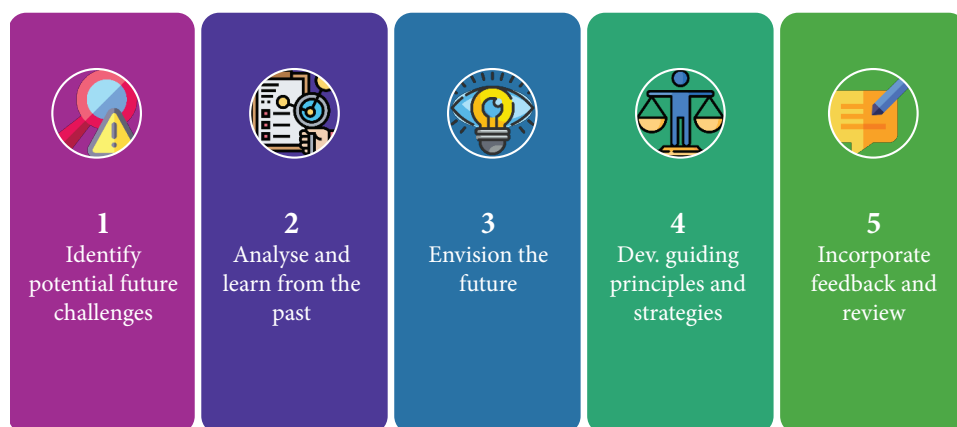 1
Identify
potential future
challenges
2
Analyse and
learn from the
past
3
Envision the
future
4
Dev. guiding
principles and
strategies
5
Incorporate
feedback and
review